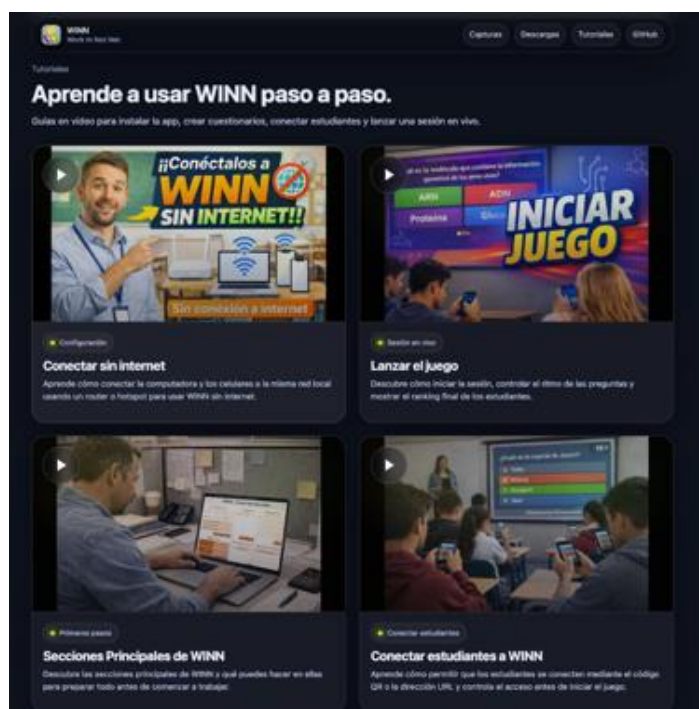 WINN
Capturas
Descargas
Tutoriales
GitHub
Tutoriales
Aprende a usar WINN paso a paso.
Guías en video para instalar la app, crear cuestionarios, conectar estudiantes y lanzar una sesión en vivo.
¡¡Conéctalos a
WINN
SIN INTERNET!!
Sin conexión a internet
ARN
ADN
Proteína
INICIAR
JUEGO
Configuración
Conectar sin internet
Aprende cómo conectar la computadora y los celulares a la misma red local
usando un router o hotspot para usar WINN sin internet.
Sesión en vivo
Lanzar el juego
Descubre cómo iniciar la sesión, controlar el ritmo de las preguntas y
mostrar el ranking final de los estudiantes.
Primeros pasos
Secciones Principales de WINN
Descubre las secciones principales de WINN y qué puedes hacer en ellas
para preparar todo antes de comenzar a trabajar.
Conectar estudiantes
Conectar estudiantes a WINN
Aprende cómo permitir que los estudiantes se conecten mediante el código
QR o la dirección URL y controla el acceso antes de iniciar el juego.